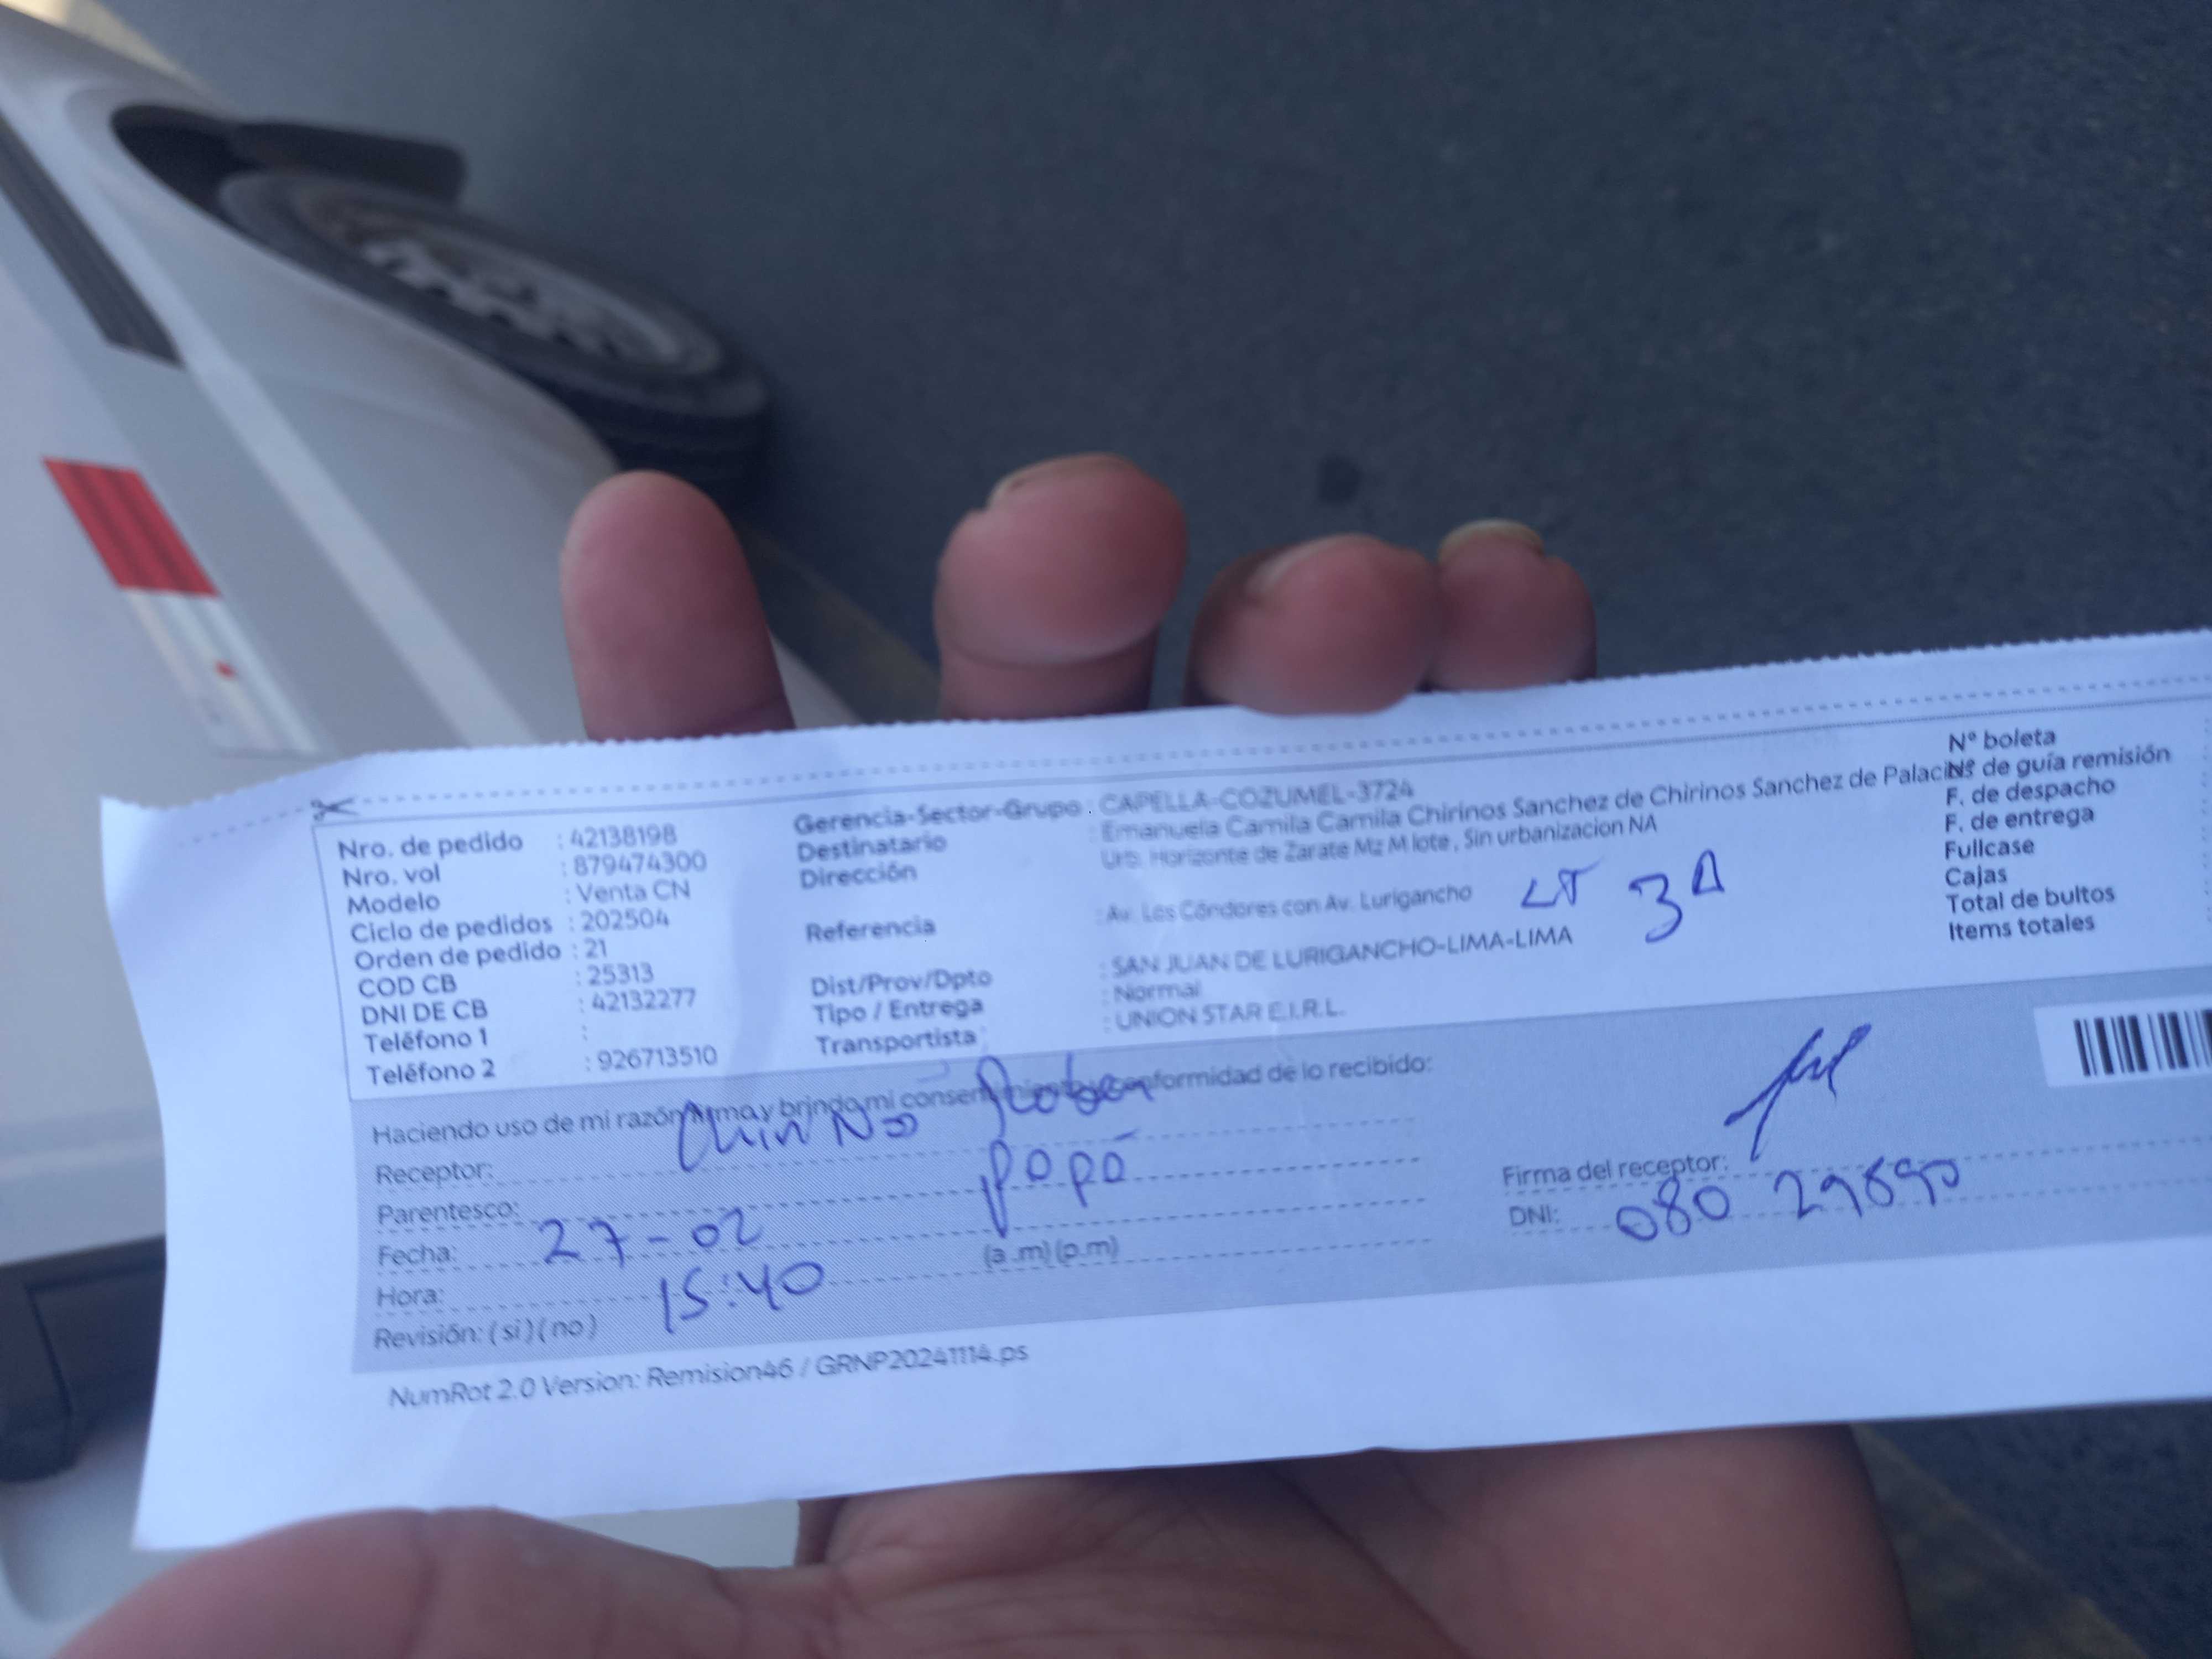 Nro. de pedido : 42138198
Nro. vol : 879474300
Modelo : Venta CN
Ciclo de pedidos : 202504
Orden de pedido : 21
COD CB : 25313
DNI DE CB : 42132277
Teléfono 1 :
Teléfono 2 : 926713510
Gerencia-Sector-Grupo : CAPELLA-COZUMEL-3724
Destinatario : Emanuela Camila Camila Chirinos Sanchez de Chirinos Sanchez de Palacios
Dirección : Urb. Horizonte de Zarate Mz M lote , Sin urbanizacion NA
LT 3A
Referencia : Av. Los Cóndores con Av. Lurigancho
Dist/Prov/Dpto : SAN JUAN DE LURIGANCHO-LIMA-LIMA
Tipo / Entrega : Normal
Transportista : UNION STAR E.I.R.L.
Nº boleta
Nº de guía remisión
F. de despacho
F. de entrega
Fullcase
Cajas
Total de bultos
Items totales
Haciendo uso de mi razón firmo y brindo mi consentimiento y conformidad de lo recibido:
Receptor: Chirinos
Parentesco: papá
Fecha: 27-02
Hora: 15:40 (a .m) (p.m)
Revisión: ( si ) ( no )
Firma del receptor:
DNI:
NumRot 2.0 Version: Remision46 / GRNP20241114.ps